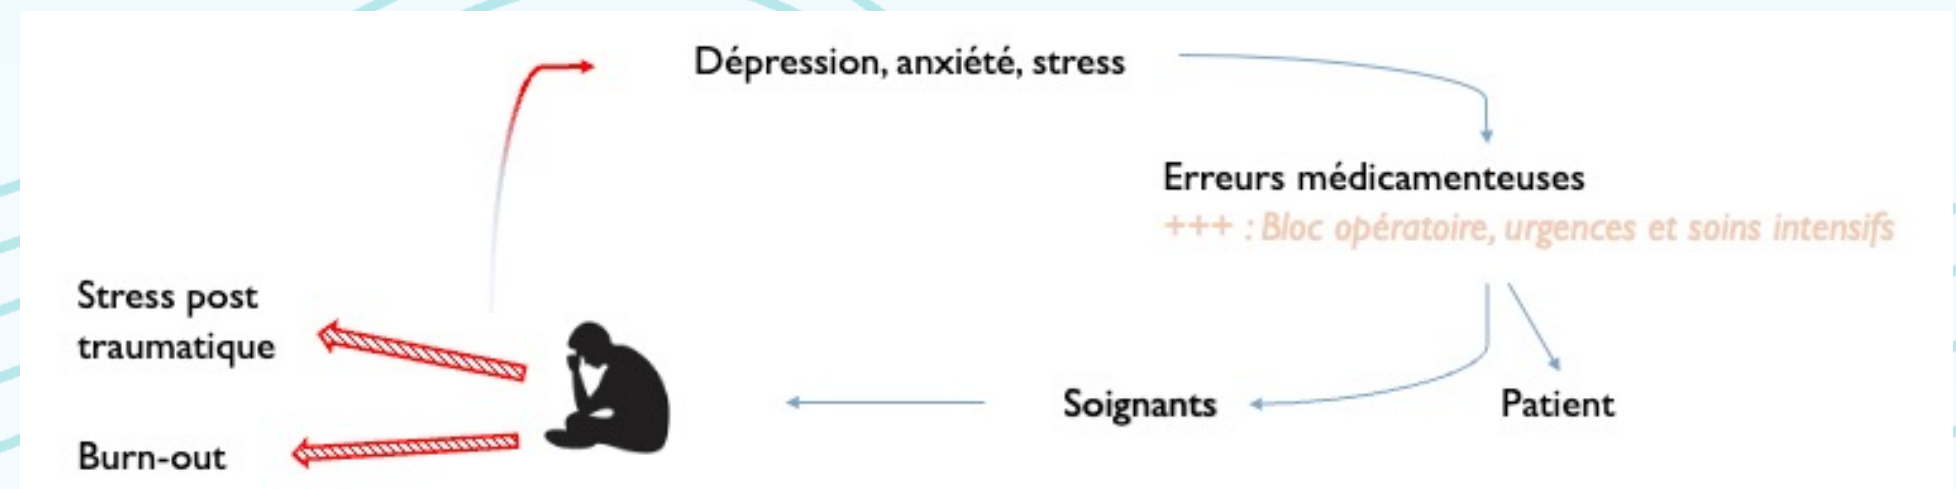 Dépression, anxiété, stress
Erreurs médicamenteuses
+++ : Bloc opératoire, urgences et soins intensifs
Stress post
traumatique
Soignants
Patient
Burn-out